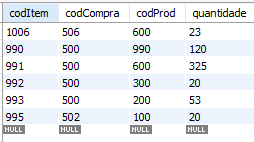 codItem codCompra codProd quantidade
1006 506 600 23
990 500 990 120
991 500 600 325
992 500 300 20
993 500 200 53
995 502 100 20
NULL NULL NULL NULL